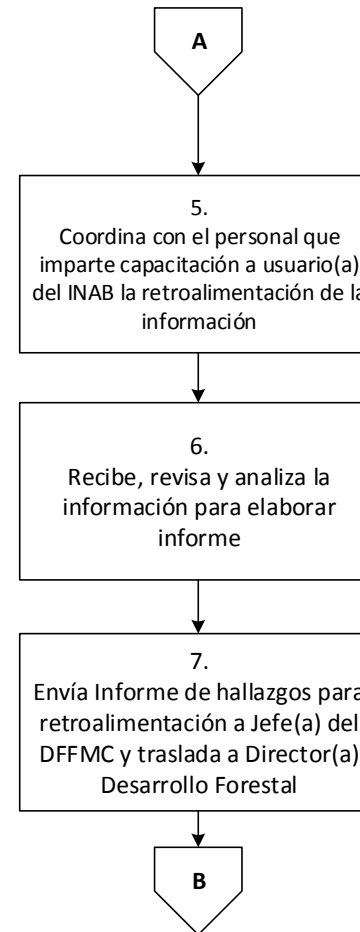 A
5.
Coordina con el personal que
imparte capacitación a usuario(a)
del INAB la retroalimentación de la
información
6.
Recibe, revisa y analiza la
información para elaborar
informe
7.
Envía Informe de hallazgos para
retroalimentación a Jefe(a) del
DFFMC y traslada a Director(a)
Desarrollo Forestal
B